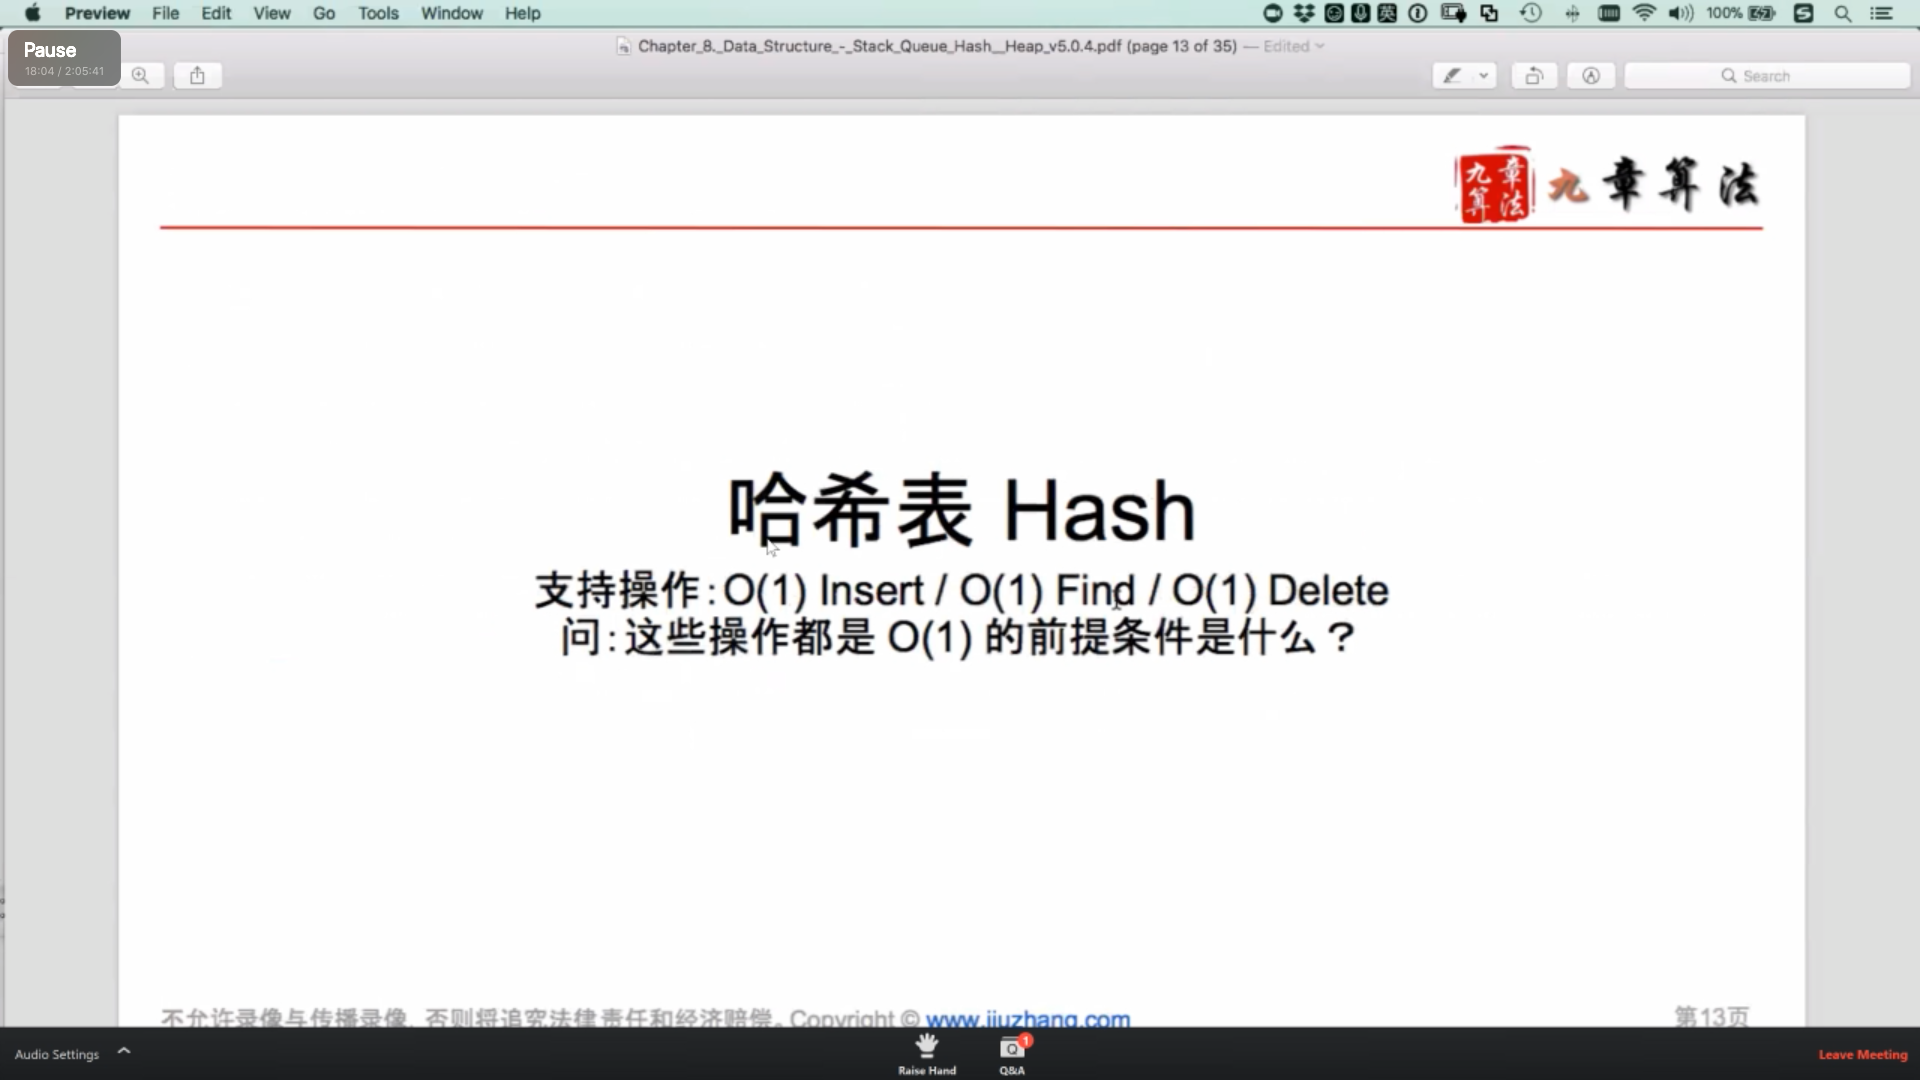 Preview File Edit View Go Tools Window Help 100%
Pause
18:04 / 2:05:41
Chapter_8._Data_Structure_-_Stack_Queue_Hash__Heap_v5.0.4.pdf (page 13 of 35) — Edited
Search
九章算法 九章算法
哈希表 Hash
支持操作：O(1) Insert / O(1) Find / O(1) Delete
问：这些操作都是 O(1) 的前提条件是什么？
不允许录像与传播录像，否则将追究法律责任和经济赔偿。Copyright © www.jiuzhang.com
第13页
Audio Settings
Raise Hand
Q&A
1
Leave Meeting